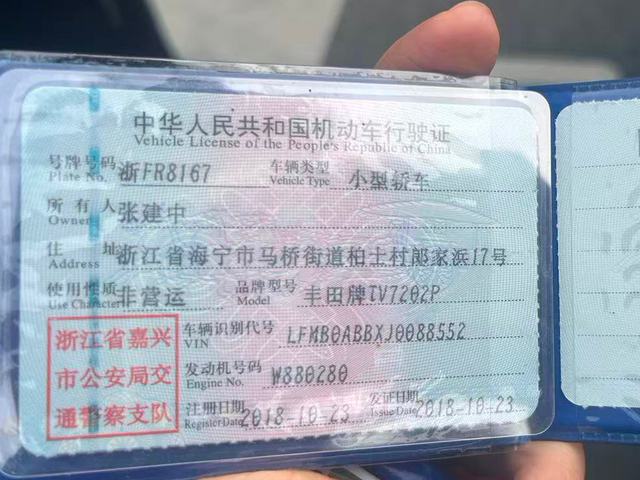 中华人民共和国机动车行驶证
Vehicle License of the People's Republic of China
号牌号码 浙FR8167 车辆类型 小型轿车
Plate No. Vehicle Type
所有人 张建中
Owner
住址 浙江省海宁市马桥街道柏士村郎家浜17号
Address
使用性质 非营运 品牌型号 丰田牌TV7202P
Use Character Model
浙江省嘉兴
市公安局交
通警察支队
车辆识别代号 LFMB0ABBXJ0088552
VIN
发动机号码 W880280
Engine No.
注册日期 2018-10-23 发证日期 2018-10-23
Register Date Issue Date